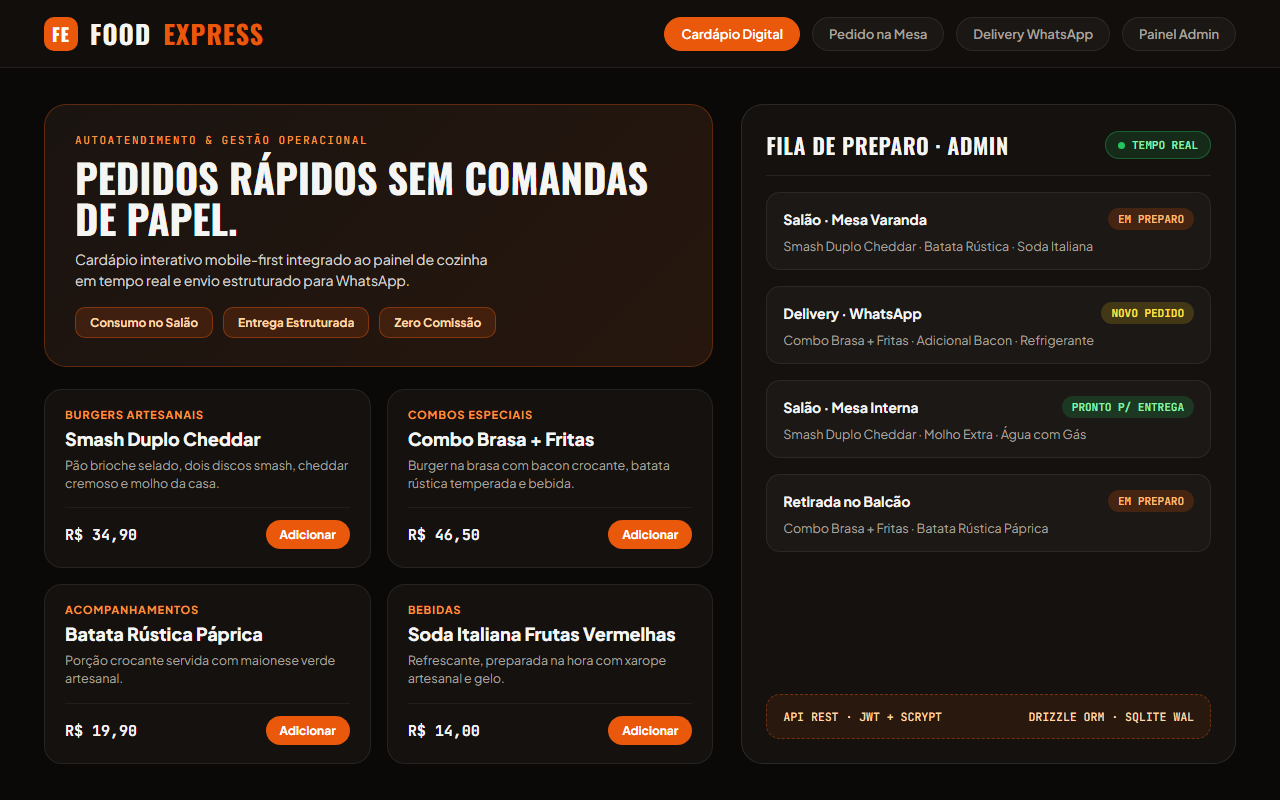 FE FOOD EXPRESS
Cardápio Digital
Pedido na Mesa
Delivery WhatsApp
Painel Admin
AUTOATENDIMENTO & GESTÃO OPERACIONAL
PEDIDOS RÁPIDOS SEM COMANDAS
DE PAPEL.
Cardápio interativo mobile-first integrado ao painel de cozinha
em tempo real e envio estruturado para WhatsApp.
Consumo no Salão
Entrega Estruturada
Zero Comissão
BURGERS ARTESANAIS
Smash Duplo Cheddar
Pão brioche selado, dois discos smash, cheddar
cremoso e molho da casa.
R$ 34,90
Adicionar
COMBOS ESPECIAIS
Combo Brasa + Fritas
Burger na brasa com bacon crocante, batata
rústica temperada e bebida.
R$ 46,50
Adicionar
ACOMPANHAMENTOS
Batata Rústica Páprica
Porção crocante servida com maionese verde
artesanal.
R$ 19,90
Adicionar
BEBIDAS
Soda Italiana Frutas Vermelhas
Refrescante, preparada na hora com xarope
artesanal e gelo.
R$ 14,00
Adicionar
FILA DE PREPARO · ADMIN
TEMPO REAL
Salão · Mesa Varanda
EM PREPARO
Smash Duplo Cheddar · Batata Rústica · Soda Italiana
Delivery · WhatsApp
NOVO PEDIDO
Combo Brasa + Fritas · Adicional Bacon · Refrigerante
Salão · Mesa Interna
PRONTO P/ ENTREGA
Smash Duplo Cheddar · Molho Extra · Água com Gás
Retirada no Balcão
EM PREPARO
Combo Brasa + Fritas · Batata Rústica Páprica
API REST · JWT + SCRYPT
DRIZZLE ORM · SQLITE WAL